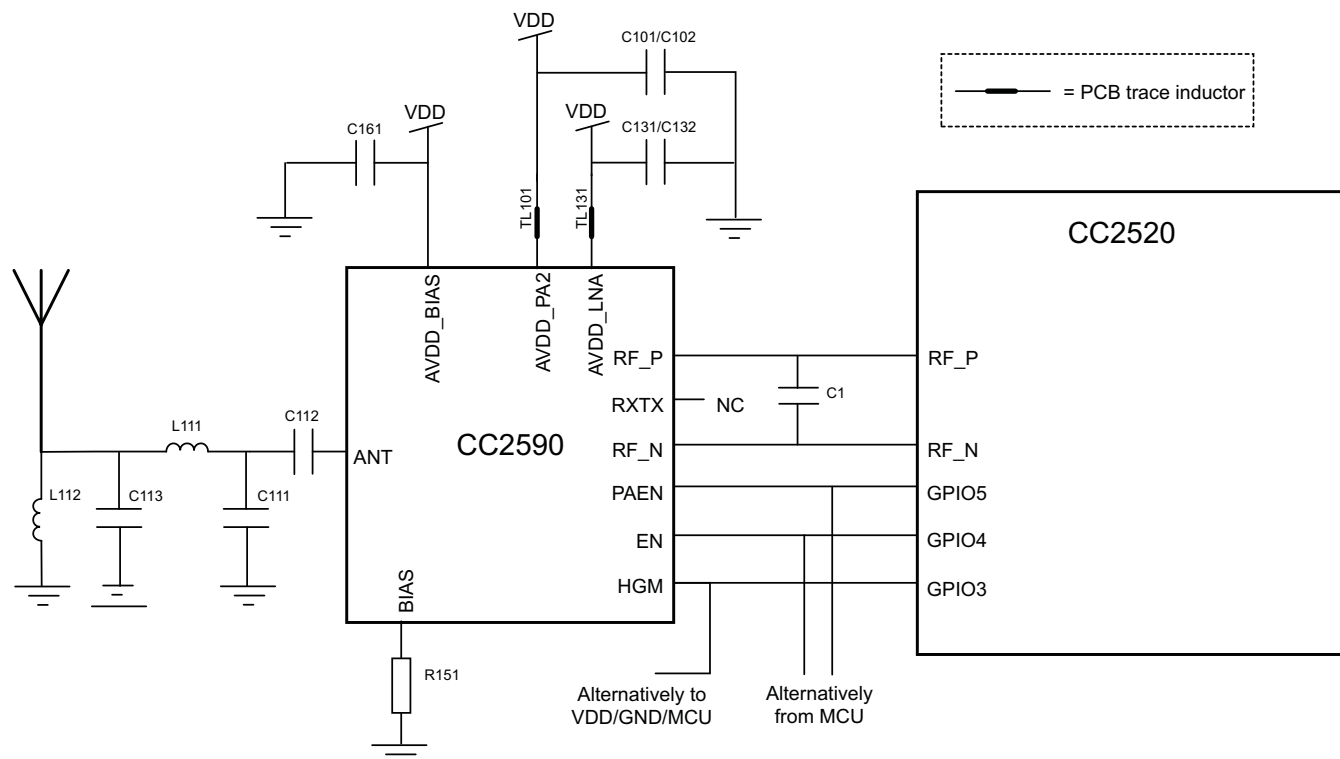 VDD
C101/C102
= PCB trace inductor
VDD
C161
VDD
C131/C132
TL101
TL131
CC2520
AVDD_BIAS
AVDD_PA2
AVDD_LNA
RF_P
RF_P
C1
RXTX
NC
CC2590
C112
L111
ANT
RF_N
RF_N
L112
C113
C111
PAEN
GPIO5
EN
GPIO4
HGM
GPIO3
BIAS
R151
Alternatively to
VDD/GND/MCU
Alternatively
from MCU